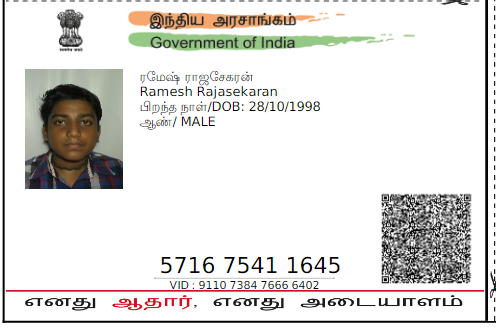 இந்திய அரசாங்கம்
Government of India
ரமேஷ் ராஜசேகரன்
Ramesh Rajasekaran
பிறந்த நாள்/DOB: 28/10/1998
ஆண்/ MALE
5716 7541 1645
VID : 9110 7384 7666 6402
எனது ஆதார், எனது அடையாளம்